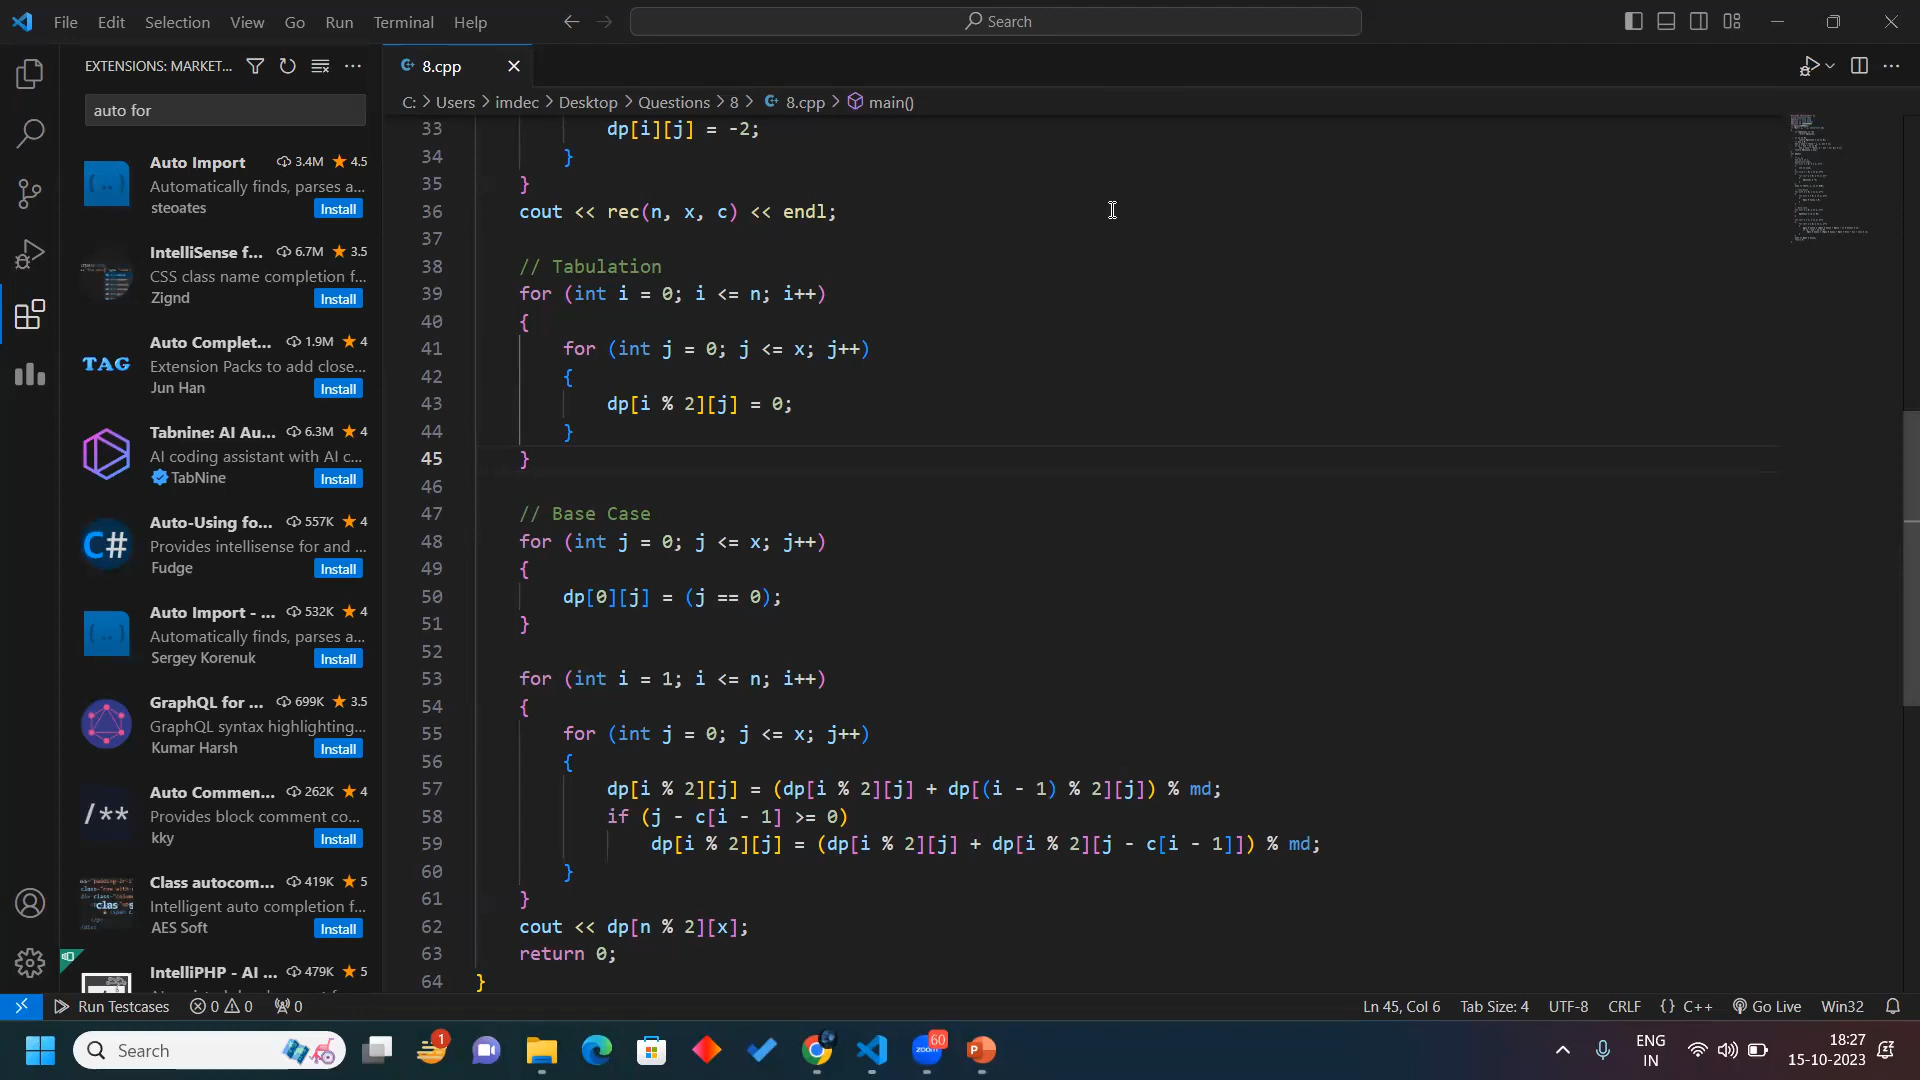 File Edit Selection View Go Run Terminal Help
Search
EXTENSIONS: MARKET...
auto for
Auto Import 3.4M 4.5
Automatically finds, parses a...
steoates Install
IntelliSense f... 6.7M 3.5
CSS class name completion f...
Zignd Install
Auto Complet... 1.9M 4
Extension Packs to add close...
Jun Han Install
TAG
Tabnine: AI Au... 6.3M 4
AI coding assistant with AI c...
TabNine Install
Auto-Using fo... 557K 4
Provides intellisense for and ...
Fudge Install
C#
Auto Import - ... 532K 4
Automatically finds, parses a...
Sergey Korenuk Install
GraphQL for ... 699K 3.5
GraphQL syntax highlighting...
Kumar Harsh Install
Auto Commen... 262K 4
Provides block comment co...
kky Install
/**
Class autocom... 419K 5
Intelligent auto completion f...
AES Soft Install
IntelliPHP - AI ... 479K 5
8.cpp
C: > Users > imdec > Desktop > Questions > 8 > 8.cpp > main()
33 dp[i][j] = -2;
34 }
35 }
36 cout << rec(n, x, c) << endl;
37
38 // Tabulation
39 for (int i = 0; i <= n; i++)
40 {
41 for (int j = 0; j <= x; j++)
42 {
43 dp[i % 2][j] = 0;
44 }
45 }
46
47 // Base Case
48 for (int j = 0; j <= x; j++)
49 {
50 dp[0][j] = (j == 0);
51 }
52
53 for (int i = 1; i <= n; i++)
54 {
55 for (int j = 0; j <= x; j++)
56 {
57 dp[i % 2][j] = (dp[i % 2][j] + dp[(i - 1) % 2][j]) % md;
58 if (j - c[i - 1] >= 0)
59 dp[i % 2][j] = (dp[i % 2][j] + dp[i % 2][j - c[i - 1]]) % md;
60 }
61 }
62 cout << dp[n % 2][x];
63 return 0;
64 }
Run Testcases 0 0 0
Ln 45, Col 6 Tab Size: 4 UTF-8 CRLF {} C++ Go Live Win32
Search
1
zoom 60
ENG
IN
18:27
15-10-2023